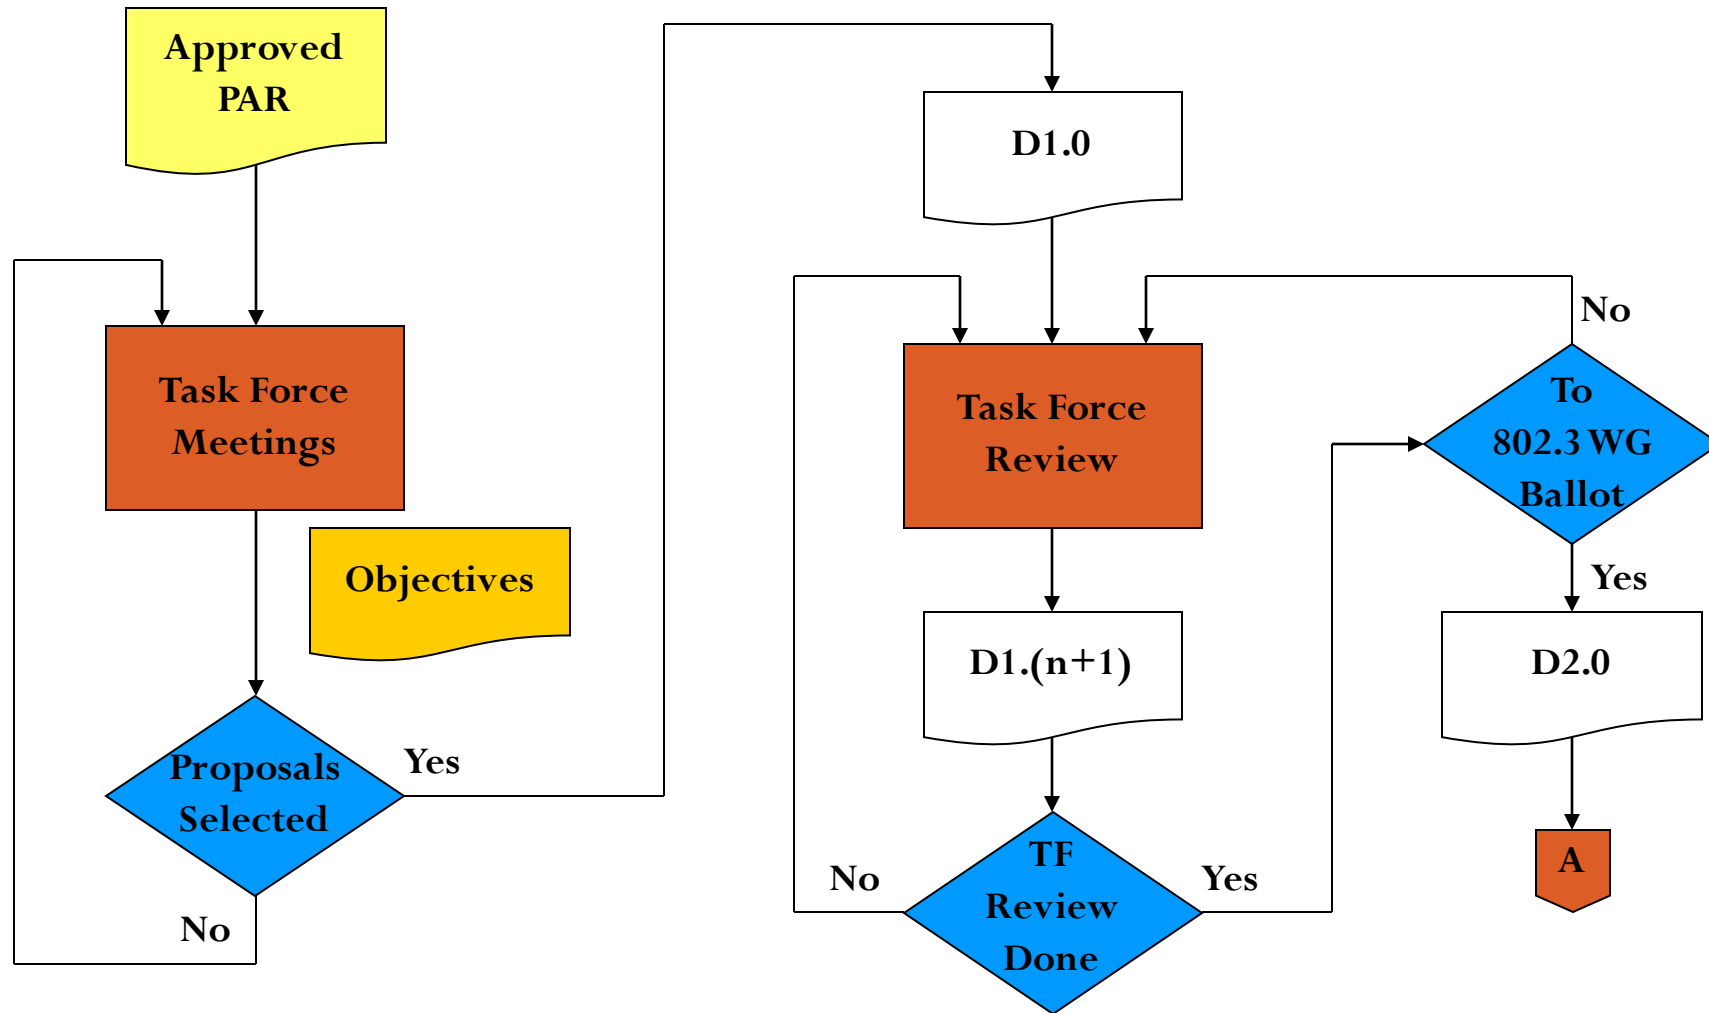 Approved
PAR
Task Force
Meetings
Objectives
Proposals
Selected
Yes
No
D1.0
Task Force
Review
D1.(n+1)
TF
Review
Done
No
Yes
To
802.3 WG
Ballot
No
Yes
D2.0
A